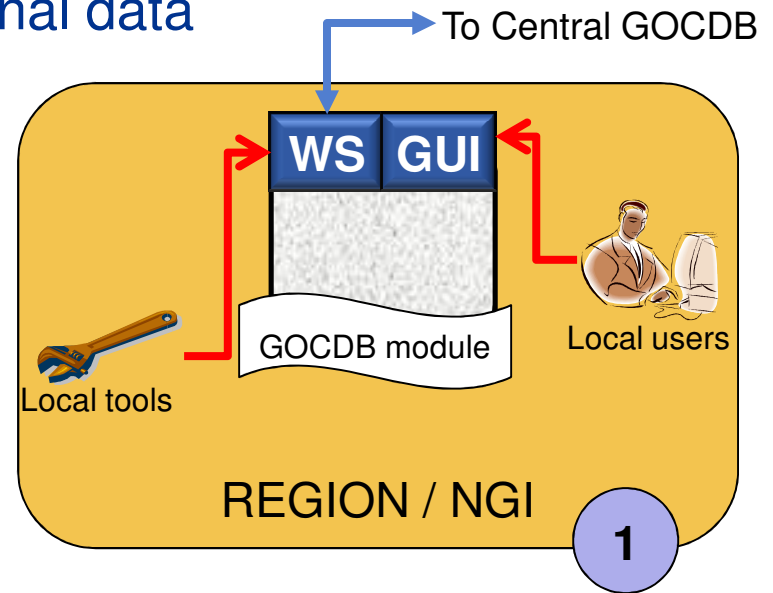 nal data
To Central GOCDB
WS GUI
GOCDB module
Local users
Local tools
REGION / NGI
1